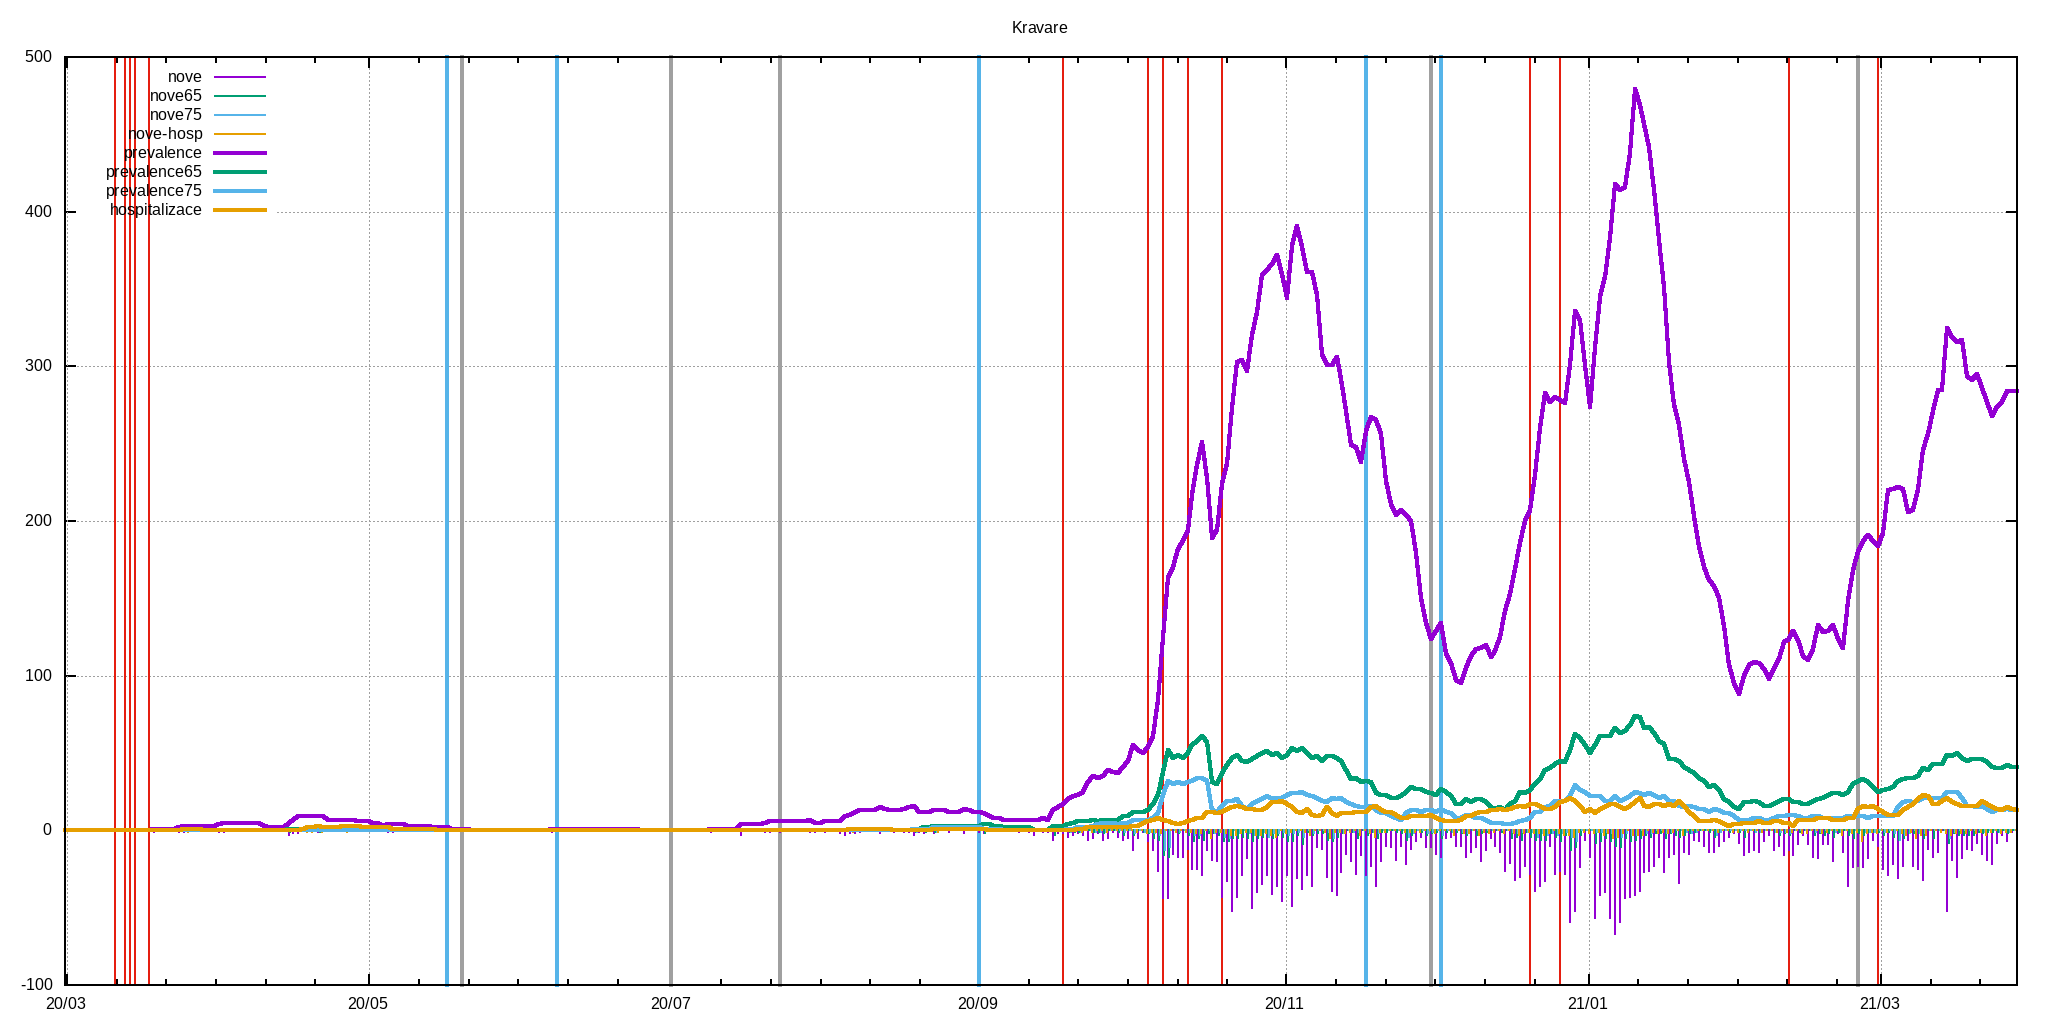 Kravare
500
nove
nove65
nove75
nove-hosp
prevalence
prevalence65
prevalence75
hospitalizace
400
300
200
100
0
-100
20/03 20/05 20/07 20/09 20/11 21/01 21/03